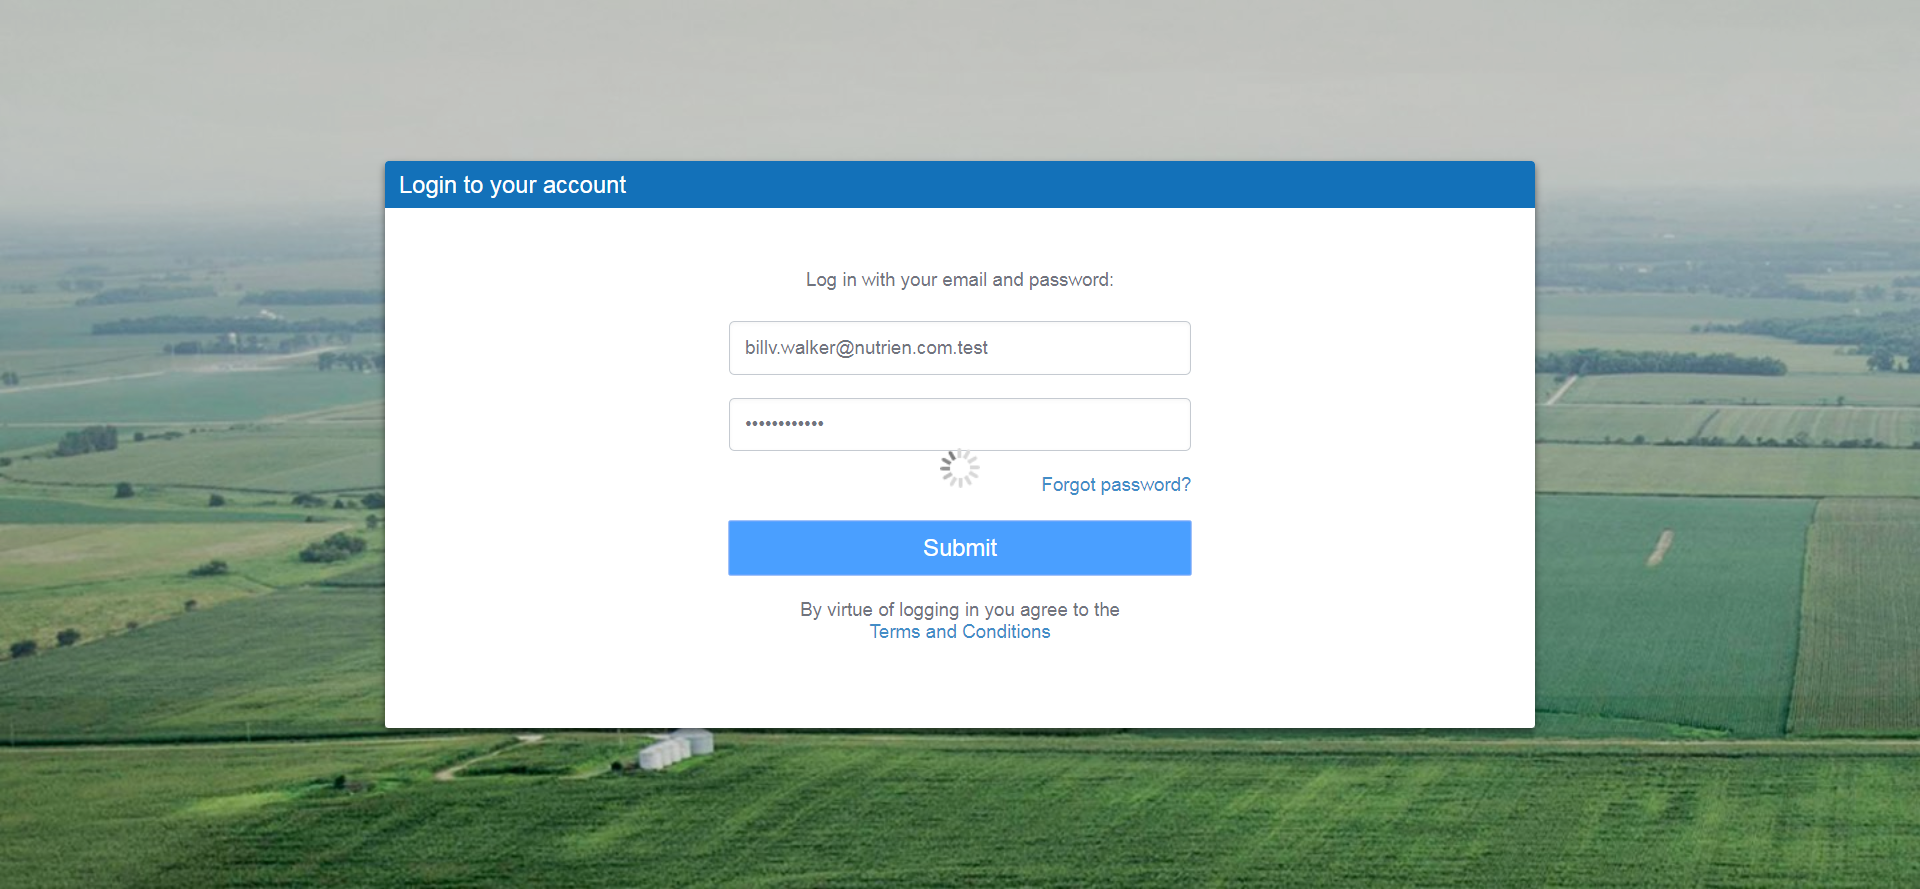 Login to your account
Log in with your email and password:
billv.walker@nutrien.com.test
••••••••••••
Forgot password?
Submit
By virtue of logging in you agree to the
Terms and Conditions